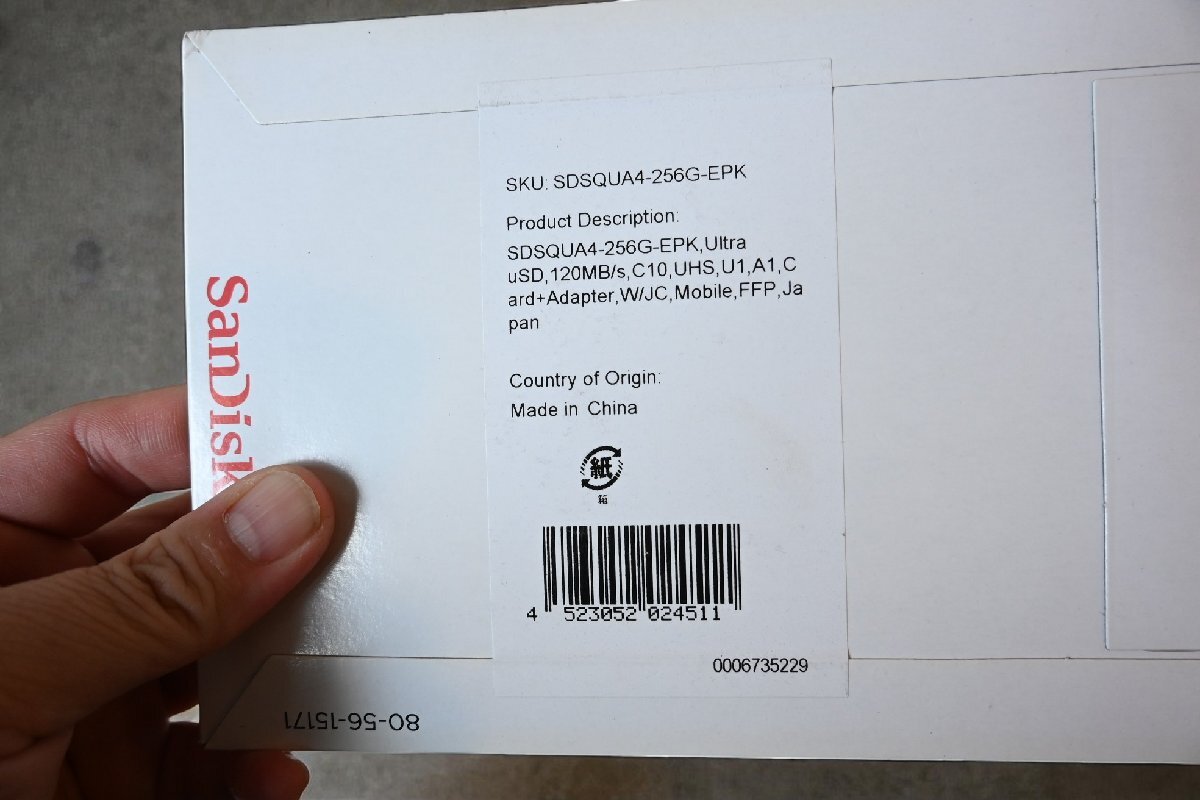 SanDisk
SKU: SDSQUA4-256G-EPK
Product Description:
SDSQUA4-256G-EPK,Ultra
uSD,120MB/s,C10,UHS,U1,A1,C
ard+Adapter,W/JC,Mobile,FFP,Ja
pan
Country of Origin:
Made in China
紙
箱
4 523052 024511
0006735229
80-56-15171